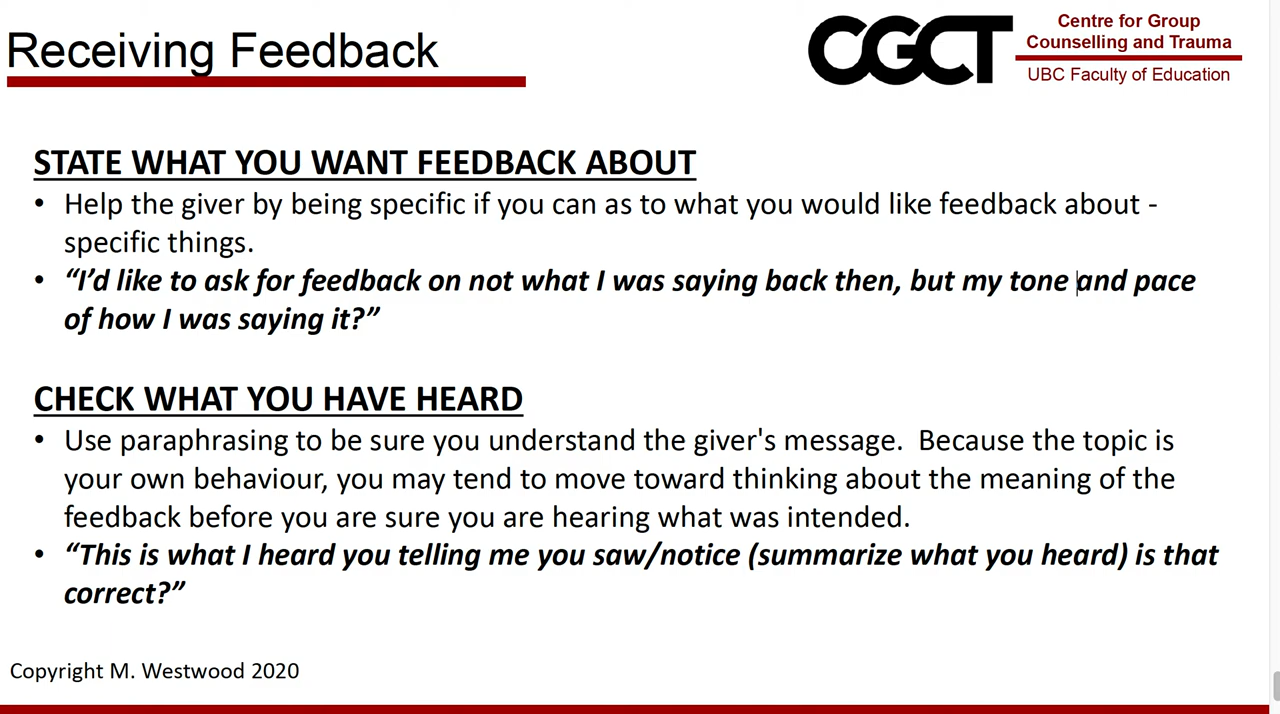 Receiving Feedback
CGCT
Centre for Group
Counselling and Trauma
UBC Faculty of Education
STATE WHAT YOU WANT FEEDBACK ABOUT
• Help the giver by being specific if you can as to what you would like feedback about -
specific things.
• “I’d like to ask for feedback on not what I was saying back then, but my tone and pace
of how I was saying it?”
CHECK WHAT YOU HAVE HEARD
• Use paraphrasing to be sure you understand the giver's message.  Because the topic is
your own behaviour, you may tend to move toward thinking about the meaning of the
feedback before you are sure you are hearing what was intended.
• “This is what I heard you telling me you saw/notice (summarize what you heard) is that
correct?”
Copyright M. Westwood 2020